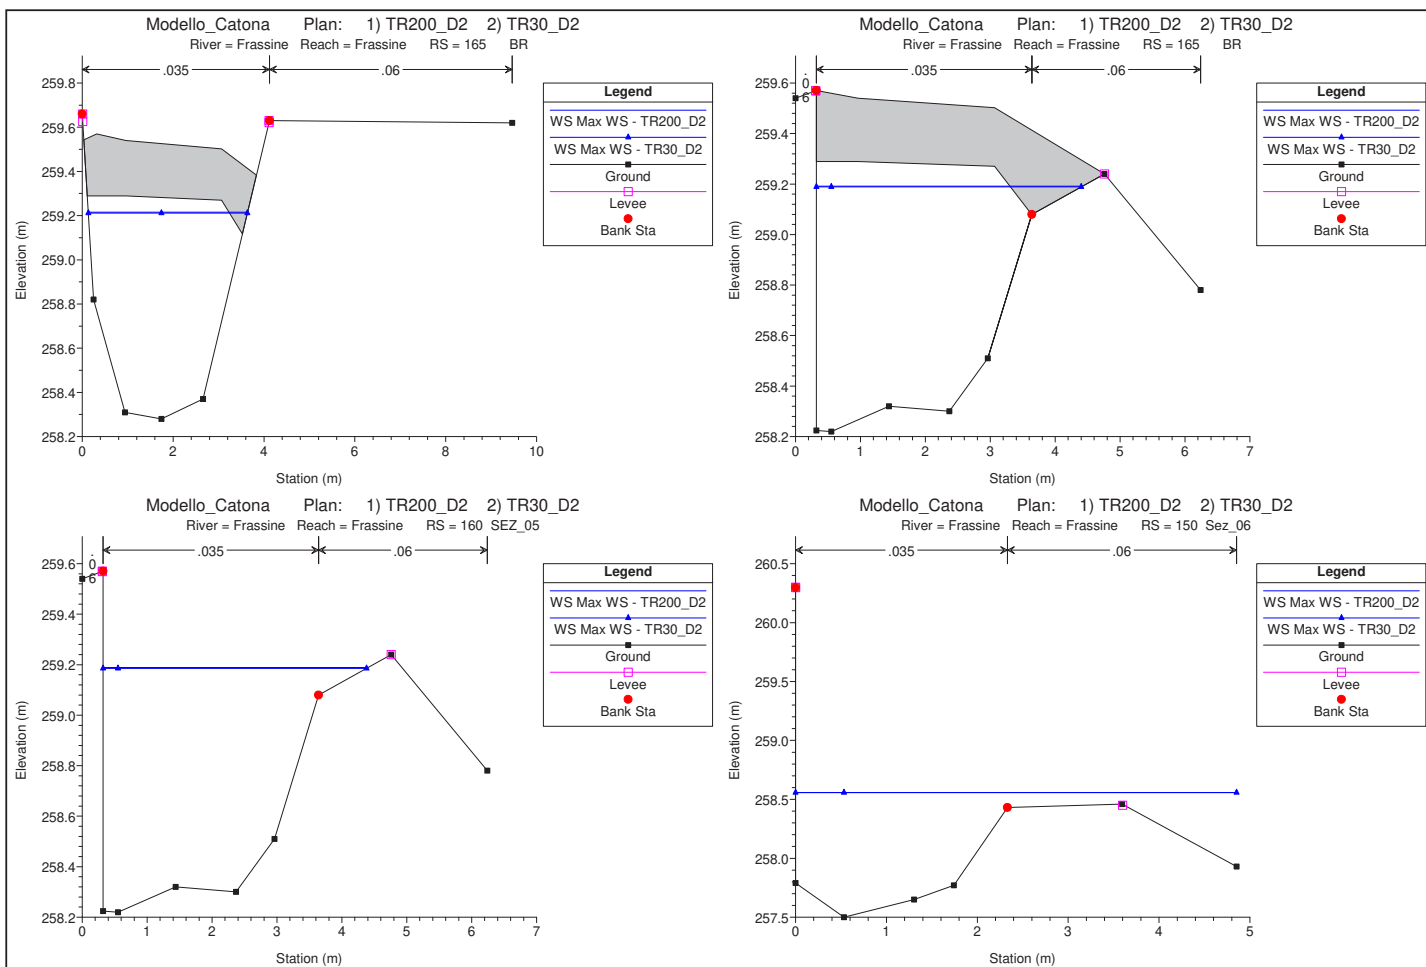 Modello_Catona Plan: 1) TR200_D2 2) TR30_D2
River = Frassine Reach = Frassine RS = 165 BR
.035
.06
259.8
259.6
259.4
259.2
259.0
258.8
258.6
258.4
258.2
Elevation (m)
0 2 4 6 8 10
Station (m)
Legend
WS Max WS - TR200_D2
WS Max WS - TR30_D2
Ground
Levee
Bank Sta
Modello_Catona Plan: 1) TR200_D2 2) TR30_D2
River = Frassine Reach = Frassine RS = 165 BR
.06
.035
.06
259.6
259.4
259.2
259.0
258.8
258.6
258.4
258.2
Elevation (m)
0 1 2 3 4 5 6 7
Station (m)
Legend
WS Max WS - TR200_D2
WS Max WS - TR30_D2
Ground
Levee
Bank Sta
Modello_Catona Plan: 1) TR200_D2 2) TR30_D2
River = Frassine Reach = Frassine RS = 160 SEZ_05
.06
.035
.06
259.6
259.4
259.2
259.0
258.8
258.6
258.4
258.2
Elevation (m)
0 1 2 3 4 5 6 7
Station (m)
Legend
WS Max WS - TR200_D2
WS Max WS - TR30_D2
Ground
Levee
Bank Sta
Modello_Catona Plan: 1) TR200_D2 2) TR30_D2
River = Frassine Reach = Frassine RS = 150 Sez_06
.035
.06
260.5
260.0
259.5
259.0
258.5
258.0
257.5
Elevation (m)
0 1 2 3 4 5
Station (m)
Legend
WS Max WS - TR200_D2
WS Max WS - TR30_D2
Ground
Levee
Bank Sta